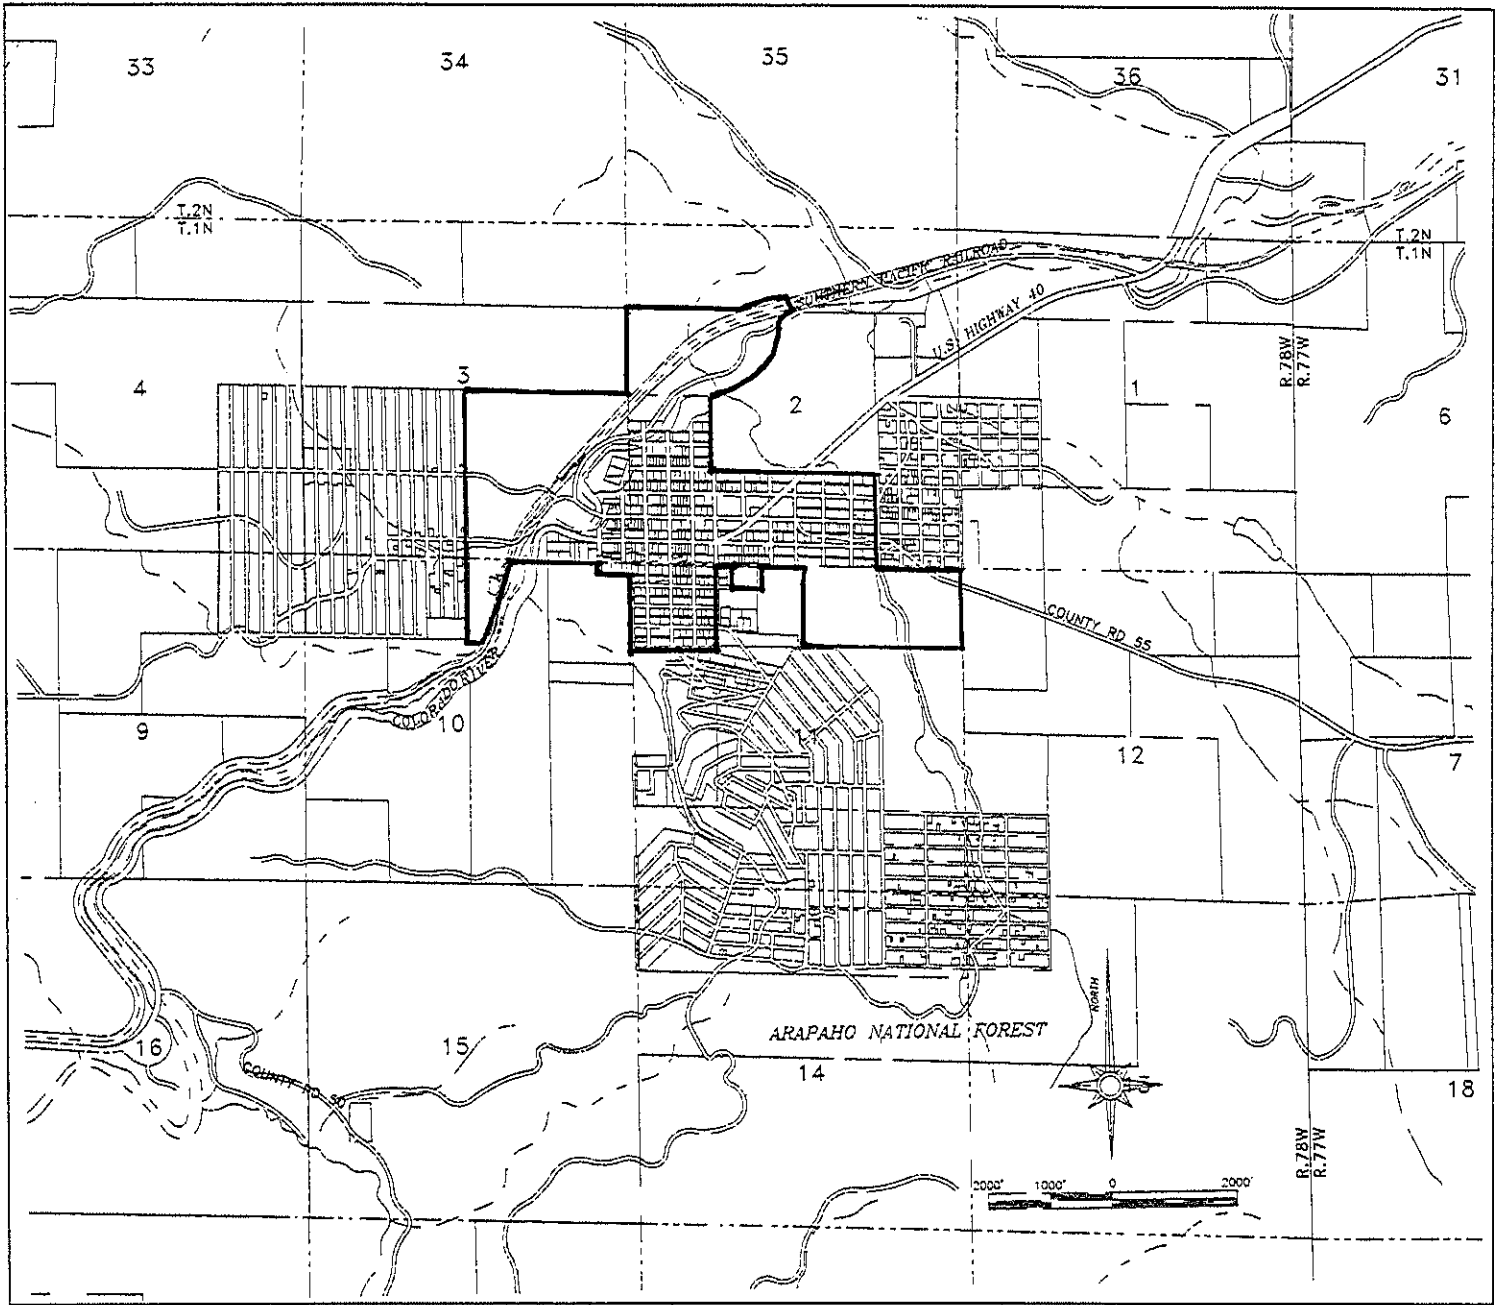 33
34
35
36
31
T.2N
T.1N
T.2N
T.1N
SOUTHERN PACIFIC RAILROAD
U.S. HIGHWAY 40
R.78W
R.77W
4
3
2
1
6
COUNTY RD 55
COLORADO RIVER
9
10
11
12
7
NORTH
ARAPAHO NATIONAL FOREST
16
15
14
18
COUNTY RD 50
R.78W
R.77W
2000' 1000' 0 2000'